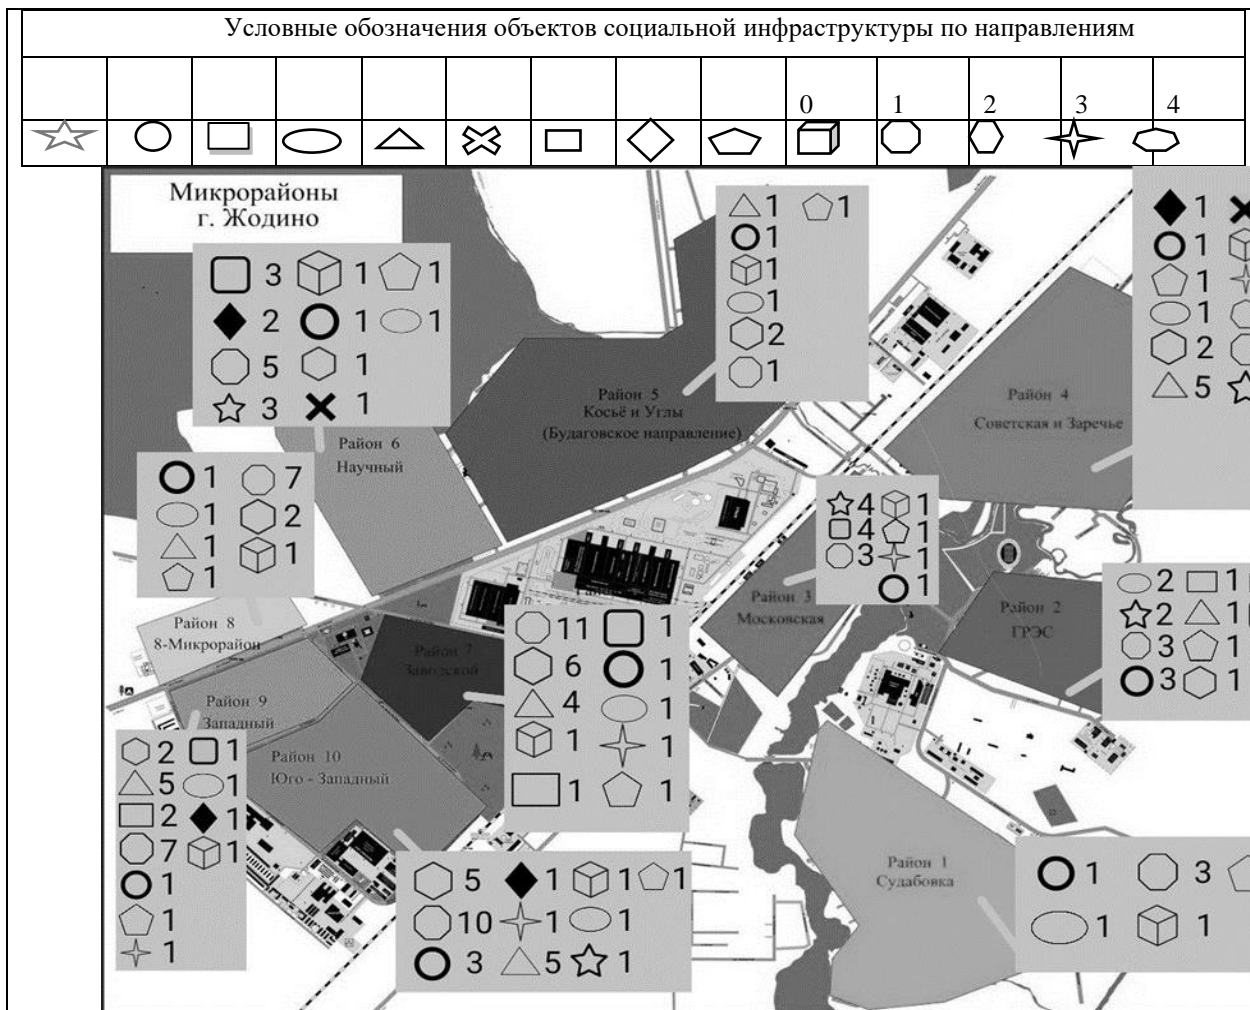 Условные обозначения объектов социальной инфраструктуры по направлениям
0 1 2 3 4
Микрорайоны
г. Жодино
3 1 1
2 1 1
5 1
3 1
1 1
1
1
1
2
1
1
1
1
1
2
5
Район 5
Косьё и Углы
(Будаговское направление)
Район 4
Советская и Заречье
Район 6
Научный
1 7
1 2
1 1
1
4 1
4 1
3 1
1
Район 3
Московская
Район 2
ГРЭС
2 1
2 1
3 1
3 1
Район 8
8-Микрорайон
Район 7
Заводской
11 1
6 1
4 1
1 1
1 1
Район 9
Западный
Район 10
Юго - Западный
2 1
5 1
2 1
7 1
1
1
1
5 1 1 1
10 1 1
3 5 1
Район 1
Судабовка
1 3
1 1